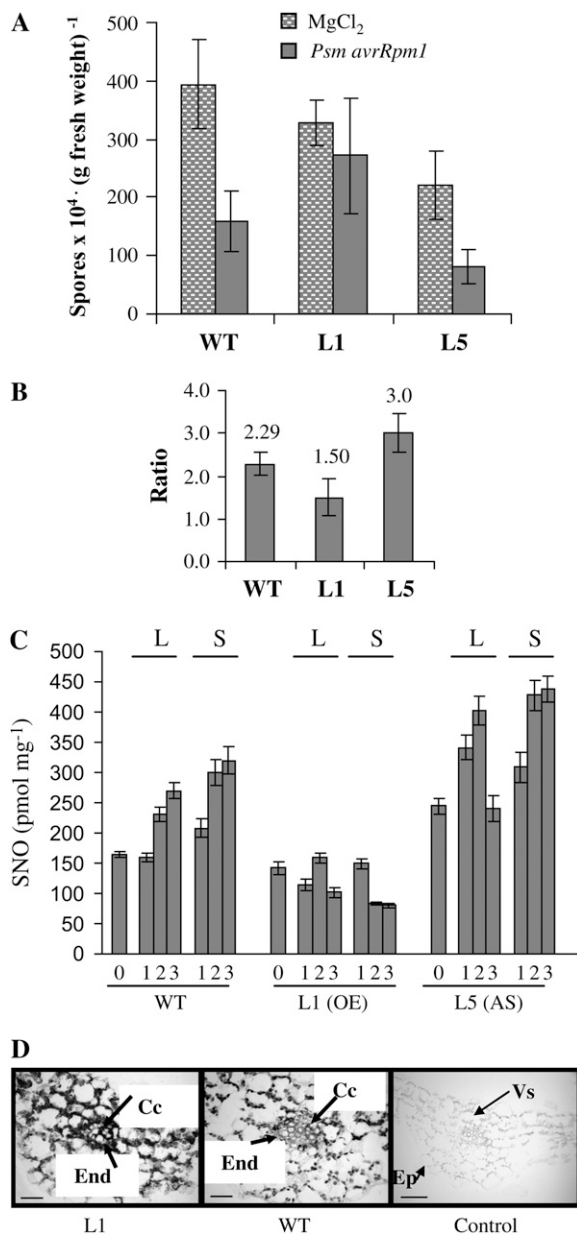 A
MgCl2
Psm avrRpm1
Spores x 10⁴· (g fresh weight) -1
500
400
300
200
100
0
WT L1 L5
B
Ratio
4.0
3.0
2.0
1.0
0.0
2.29
1.50
3.0
WT L1 L5
C
SNO (pmol mg-1)
500
450
400
350
300
250
200
150
100
50
0
L S L S L S
0 1 2 3 1 2 3 0 1 2 3 1 2 3 0 1 2 3 1 2 3
WT L1 (OE) L5 (AS)
D
Cc
End
Cc
End
Vs
Ep
L1 WT Control